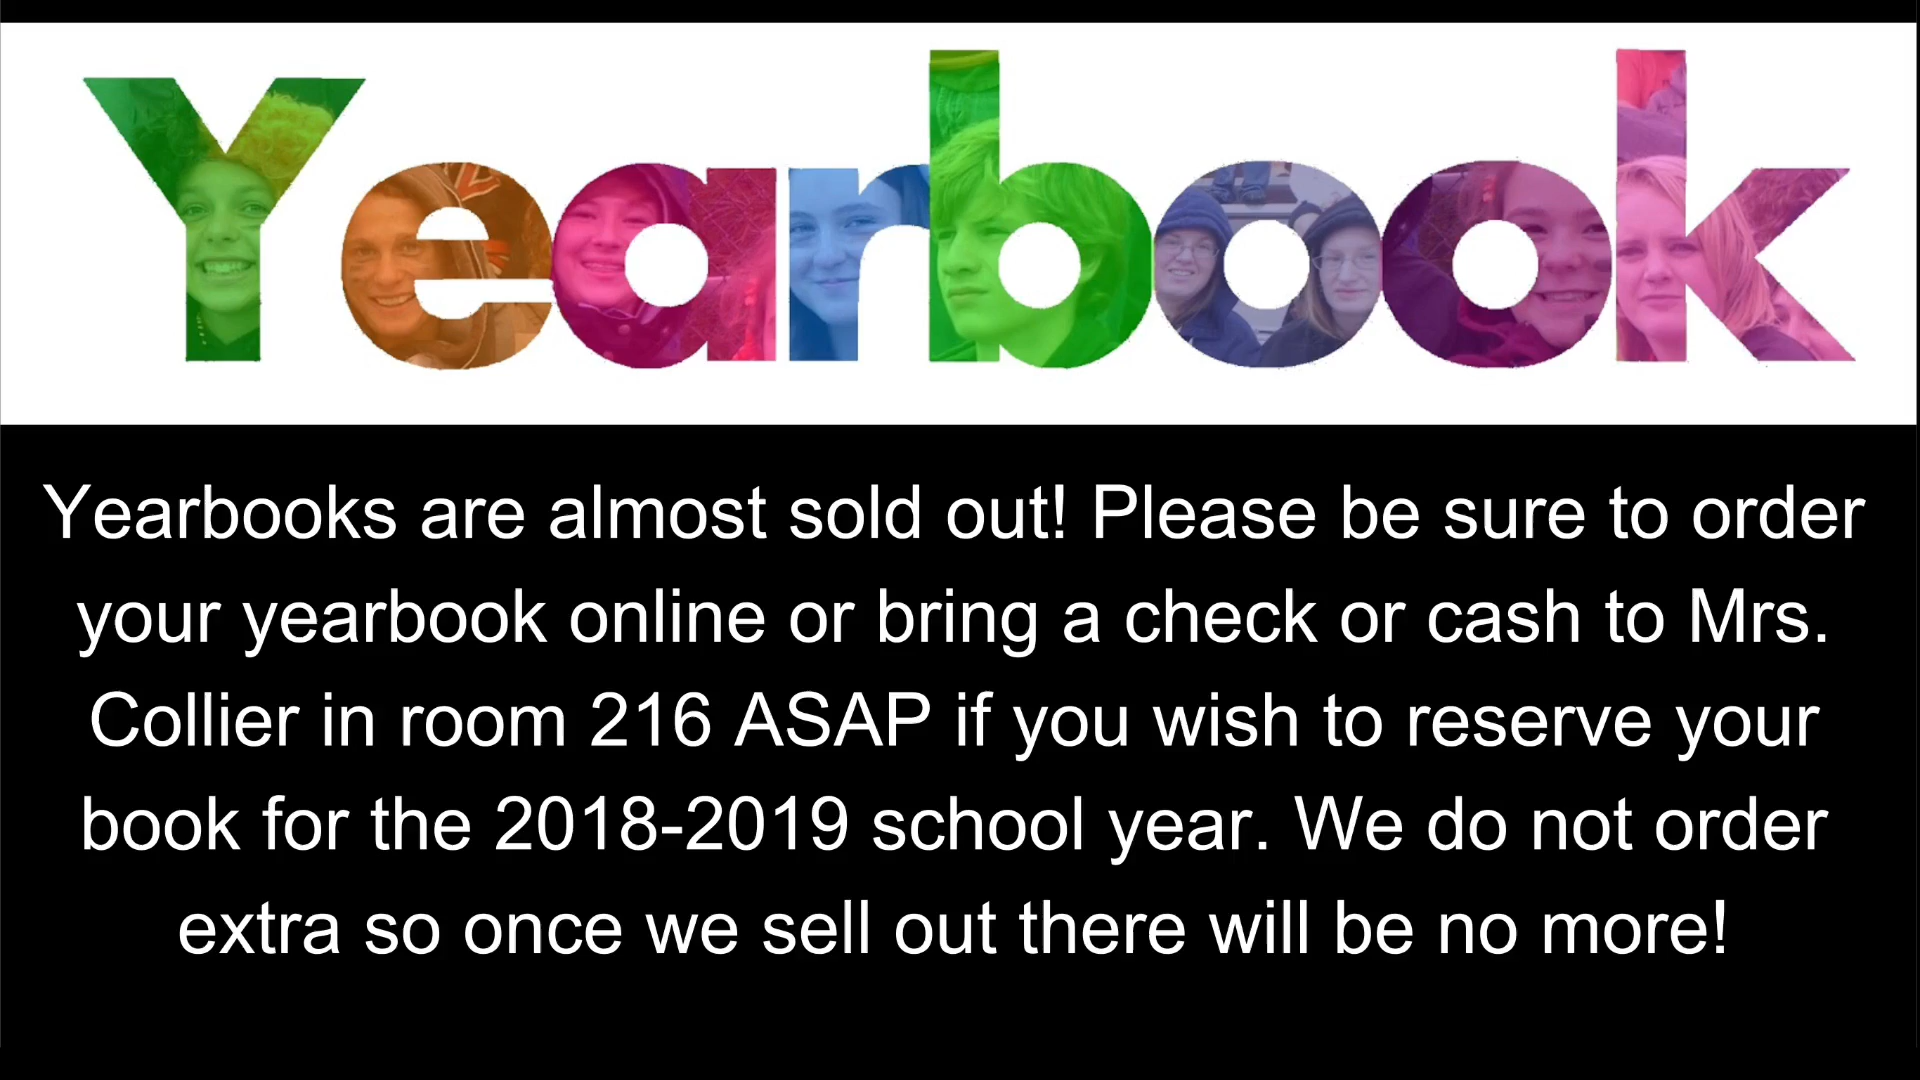 Yearbook
Yearbooks are almost sold out! Please be sure to order
your yearbook online or bring a check or cash to Mrs.
Collier in room 216 ASAP if you wish to reserve your
book for the 2018-2019 school year. We do not order
extra so once we sell out there will be no more!